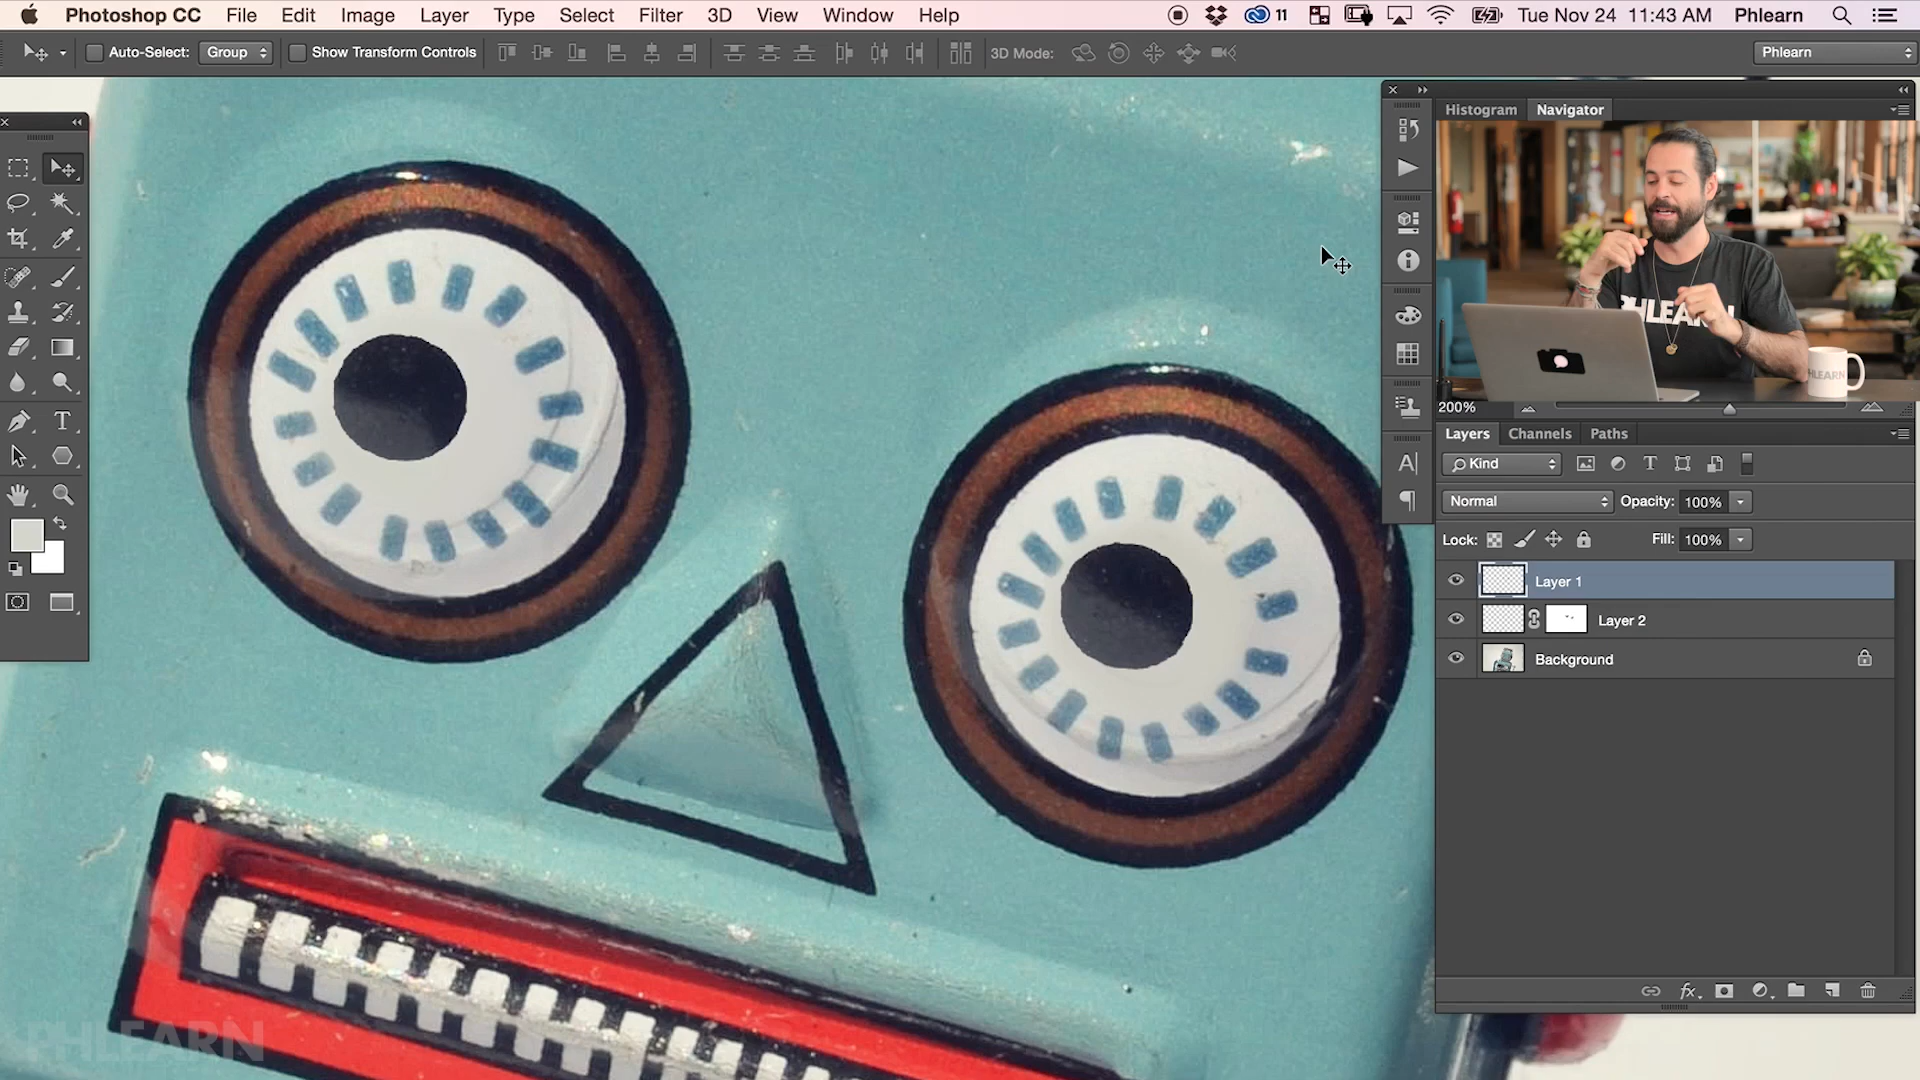 Photoshop CC File Edit Image Layer Type Select Filter 3D View Window Help 11 Tue Nov 24 11:43 AM Phlearn
Auto-Select: Group Show Transform Controls 3D Mode: Phlearn
Histogram Navigator
PHLEARN
PHLEARN
200%
Layers Channels Paths
Kind
Normal Opacity: 100%
Lock: Fill: 100%
Layer 1
Layer 2
Background
PHLEARN